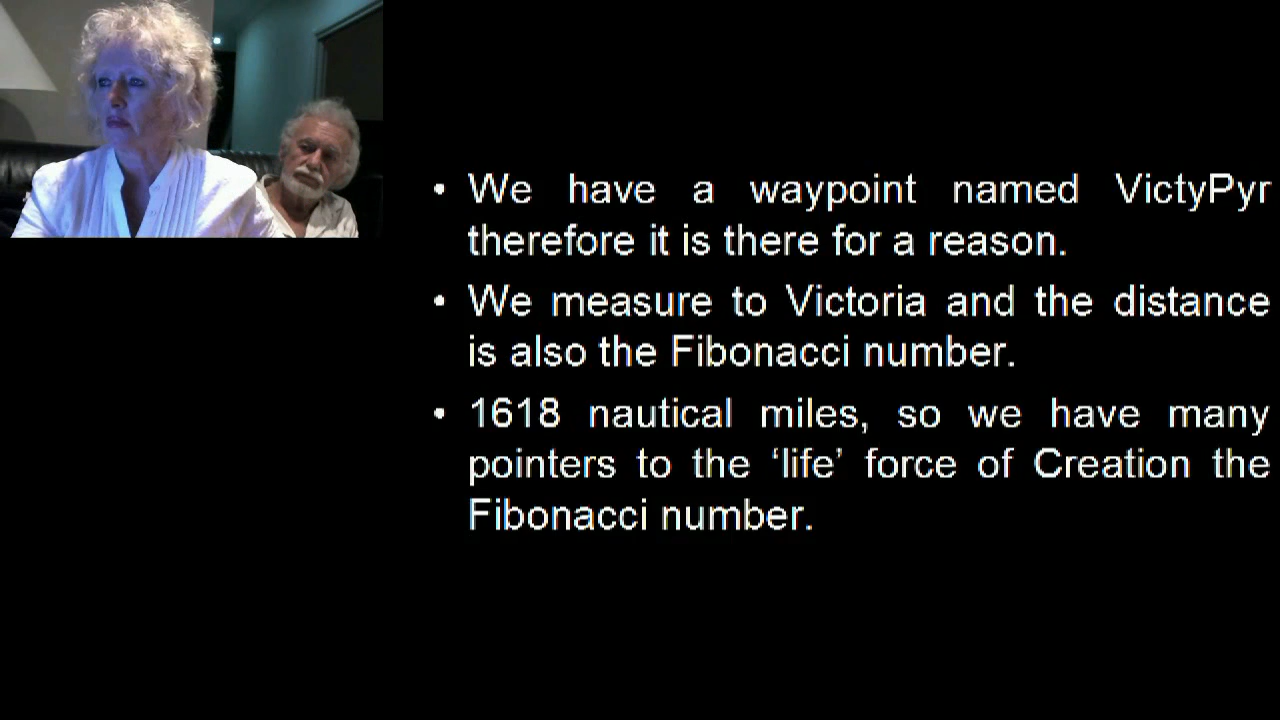 • We have a waypoint named VictyPyr
therefore it is there for a reason.
• We measure to Victoria and the distance
is also the Fibonacci number.
• 1618 nautical miles, so we have many
pointers to the ‘life’ force of Creation the
Fibonacci number.